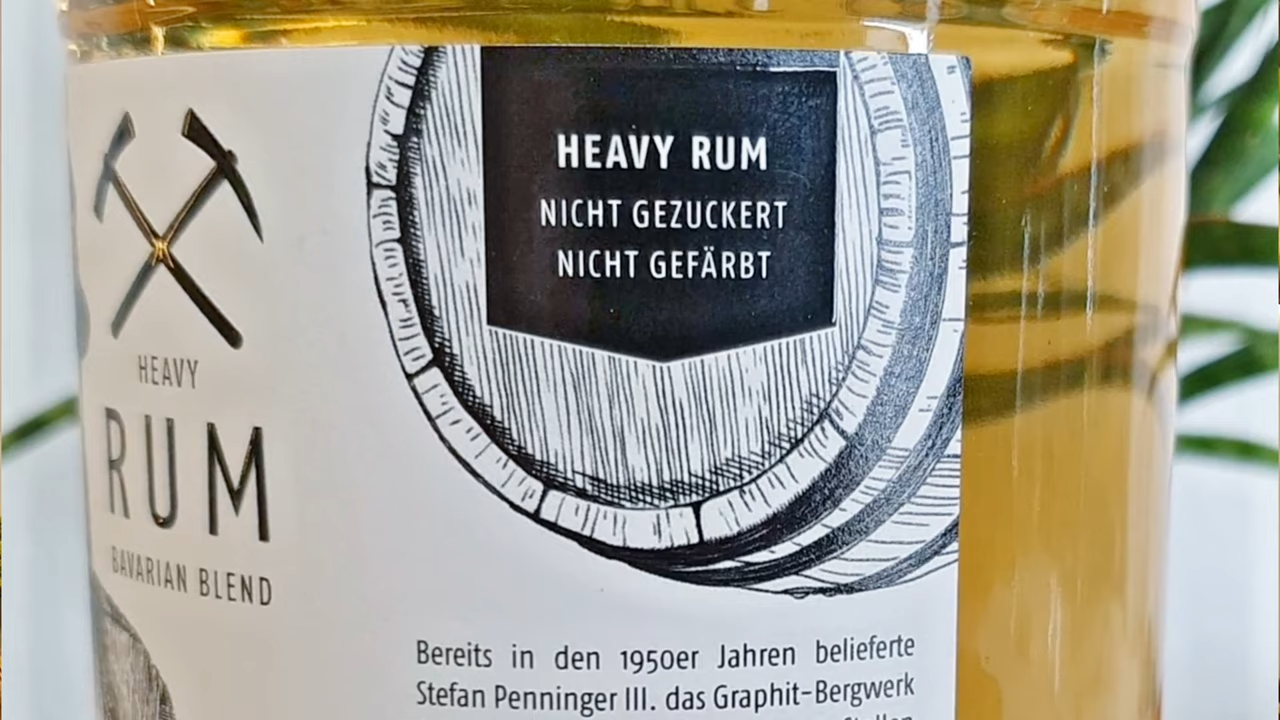 HEAVY
RUM
BAVARIAN BLEND
HEAVY RUM
NICHT GEZUCKERT
NICHT GEFÄRBT
Bereits in den 1950er Jahren belieferte
Stefan Penninger III. das Graphit-Bergwerk